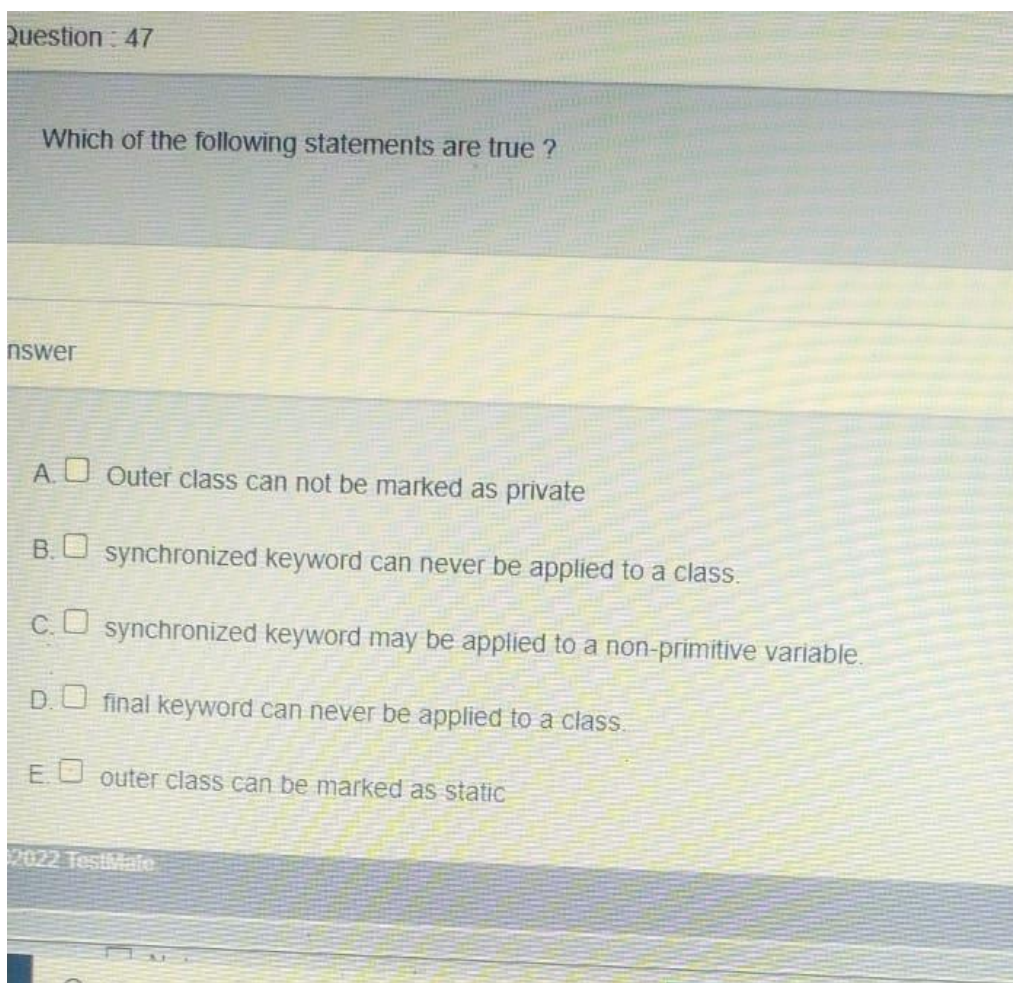 Question : 47
Which of the following statements are true ?
nswer
A. Outer class can not be marked as private
B. synchronized keyword can never be applied to a class.
C. synchronized keyword may be applied to a non-primitive variable.
D. final keyword can never be applied to a class.
E. outer class can be marked as static
2022 TestMate